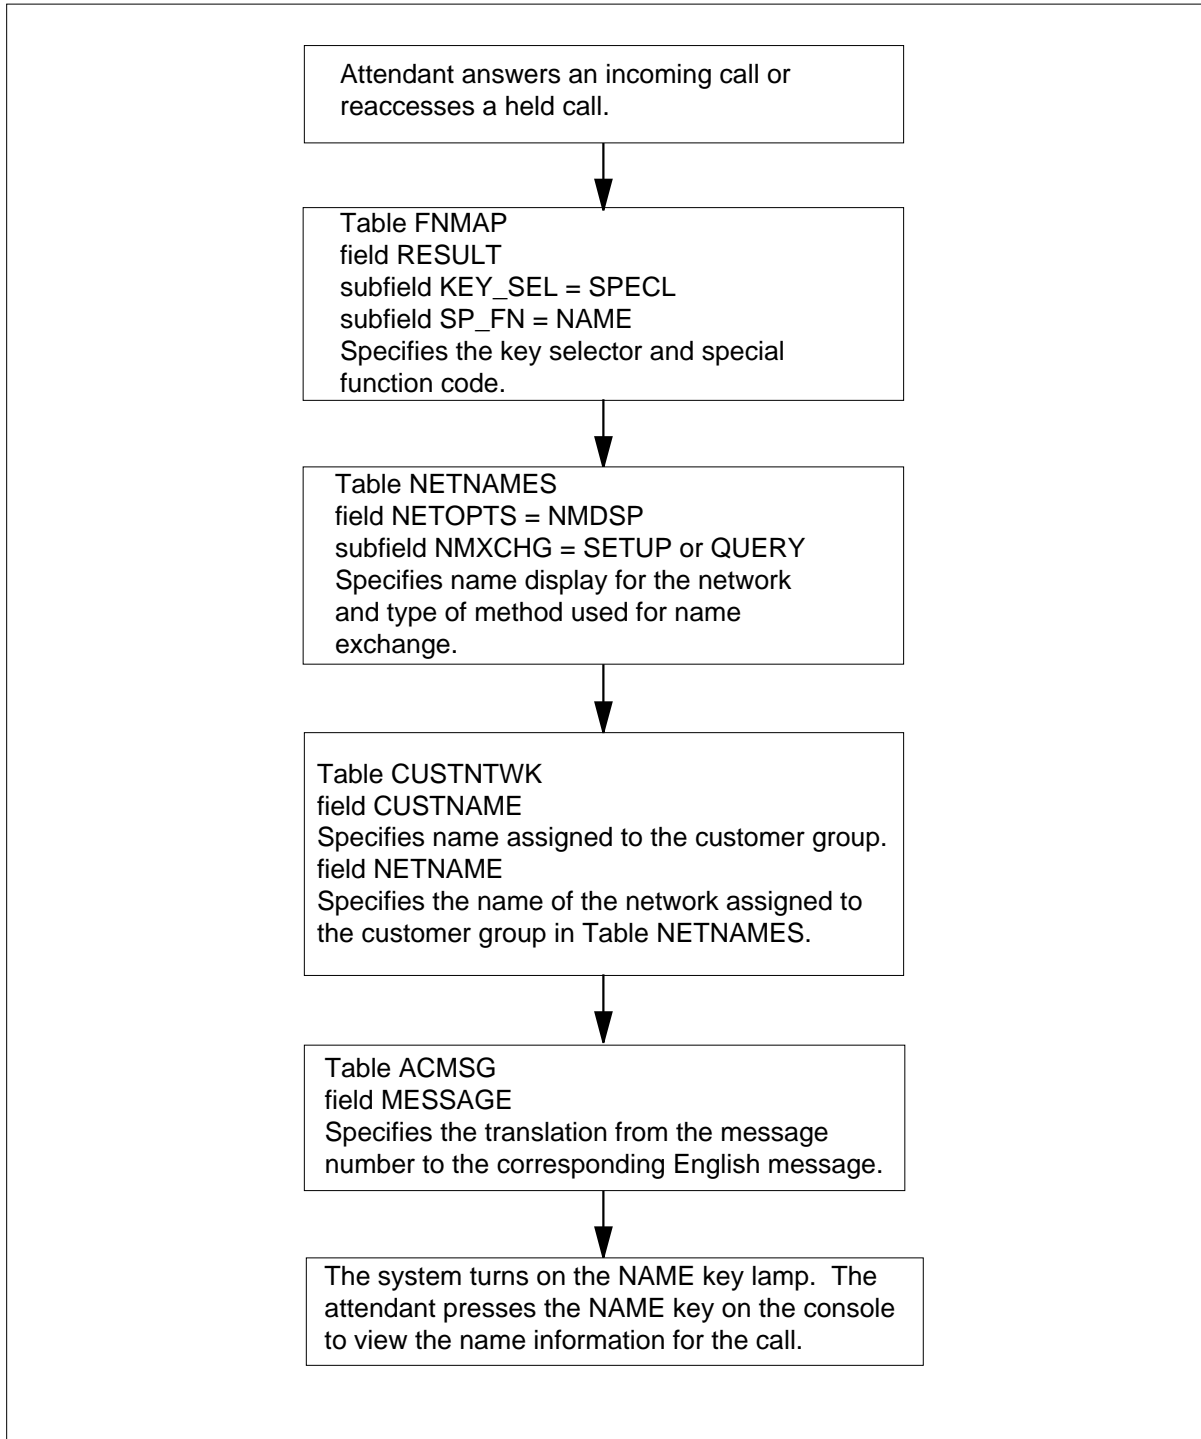 Attendant answers an incoming call or
reaccesses a held call.
Table FNMAP
field RESULT
subfield KEY_SEL = SPECL
subfield SP_FN = NAME
Specifies the key selector and special
function code.
Table NETNAMES
field NETOPTS = NMDSP
subfield NMXCHG = SETUP or QUERY
Specifies name display for the network
and type of method used for name
exchange.
Table CUSTNTWK
field CUSTNAME
Specifies name assigned to the customer group.
field NETNAME
Specifies the name of the network assigned to
the customer group in Table NETNAMES.
Table ACMSG
field MESSAGE
Specifies the translation from the message
number to the corresponding English message.
The system turns on the NAME key lamp.  The
attendant presses the NAME key on the console
to view the name information for the call.